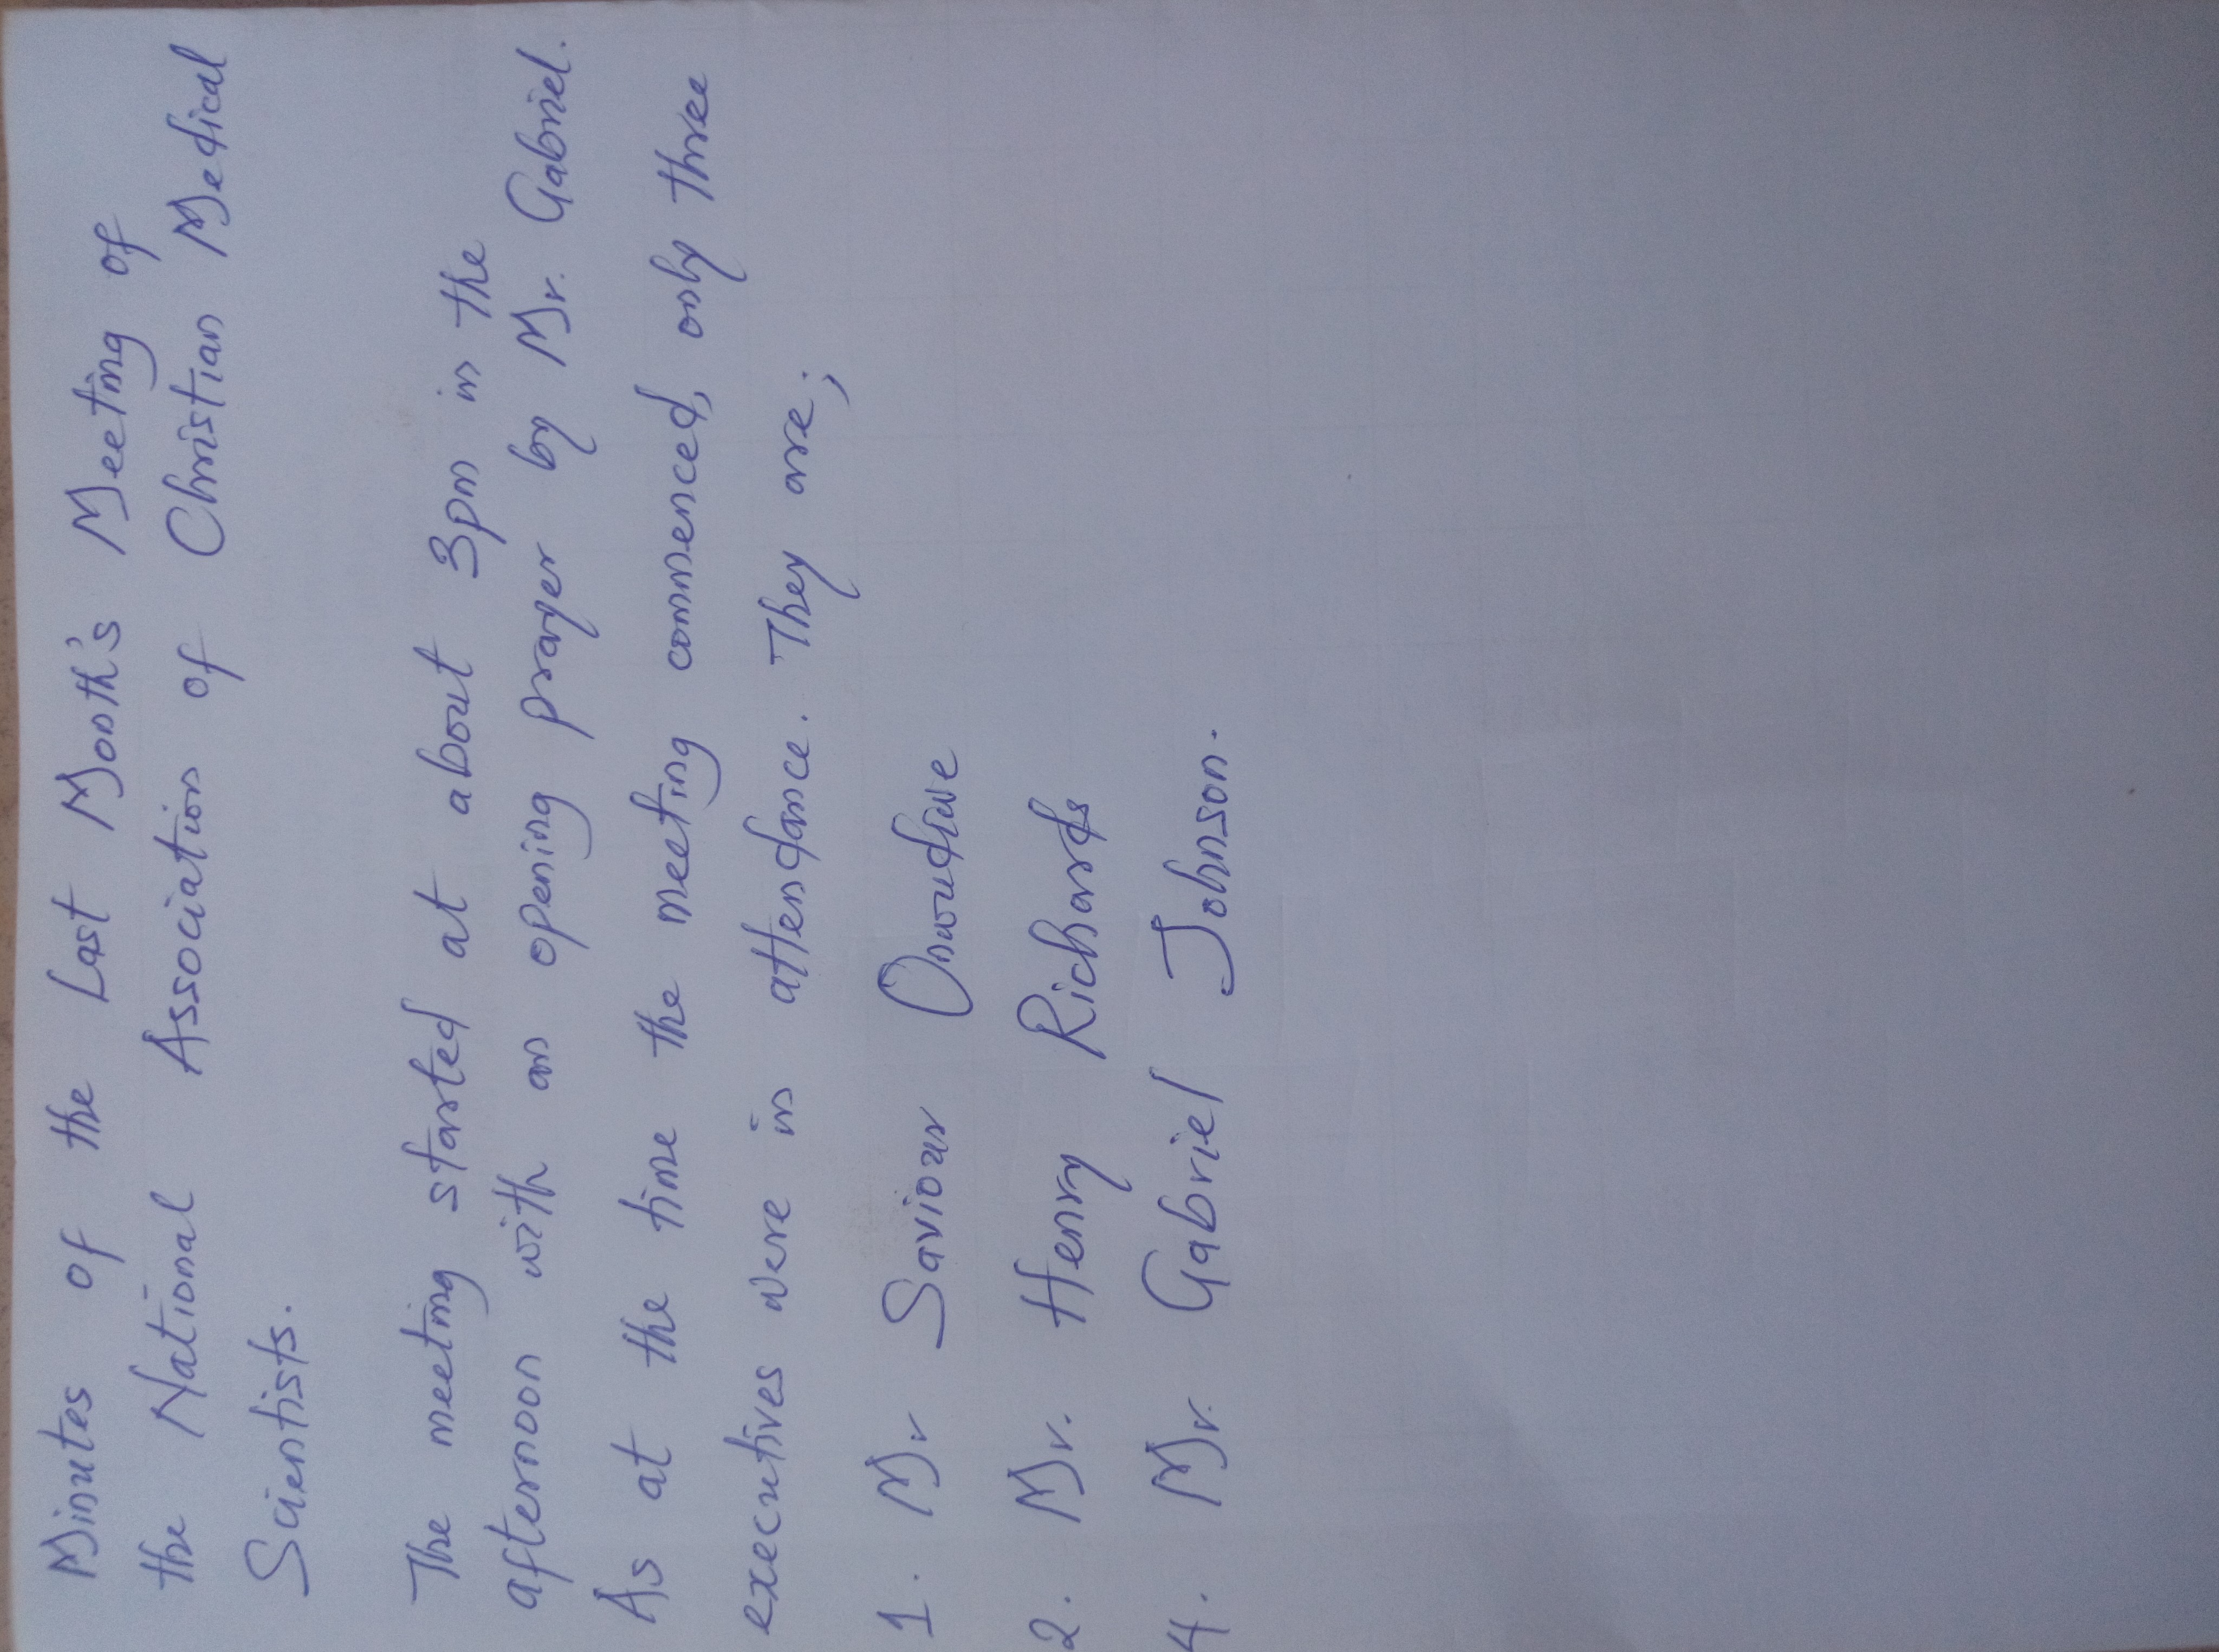 Minutes of the Last Month's Meeting of
the National Association of Christian Medical
Scientists.
The meeting started at about 3pm in the
afternoon with an opening prayer by Mr. Gabriel.
As at the time the meeting commenced, only three
executives were in attendance. They are;
1. Mr Saviour Onwudiwe
2. Mr. Henry Richards
4. Mr. Gabriel Johnson.